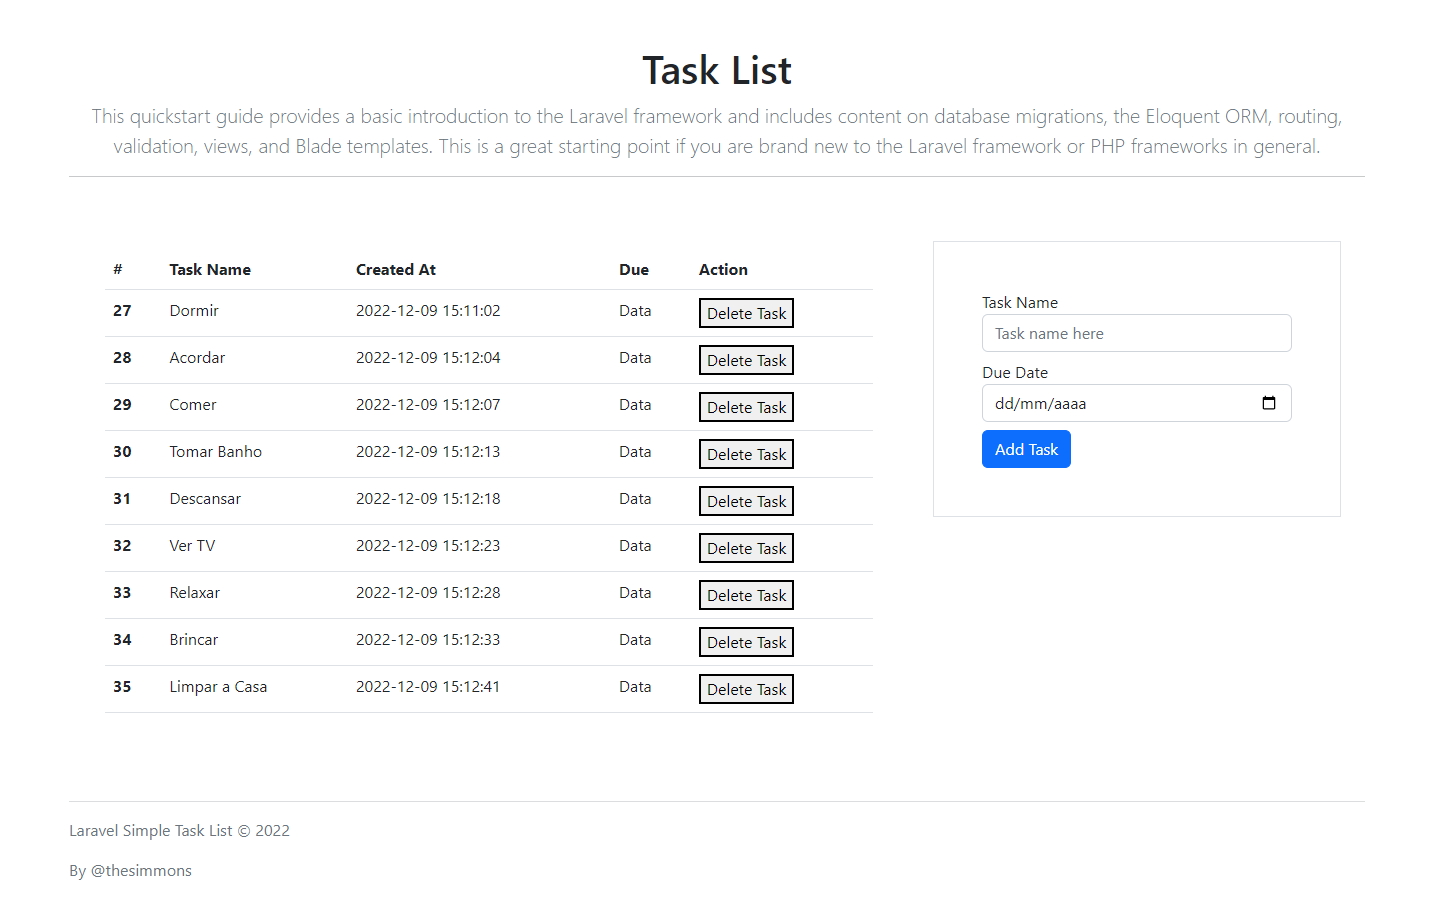 Task List
This quickstart guide provides a basic introduction to the Laravel framework and includes content on database migrations, the Eloquent ORM, routing,
validation, views, and Blade templates. This is a great starting point if you are brand new to the Laravel framework or PHP frameworks in general.
# Task Name Created At Due Action
27 Dormir 2022-12-09 15:11:02 Data Delete Task
28 Acordar 2022-12-09 15:12:04 Data Delete Task
29 Comer 2022-12-09 15:12:07 Data Delete Task
30 Tomar Banho 2022-12-09 15:12:13 Data Delete Task
31 Descansar 2022-12-09 15:12:18 Data Delete Task
32 Ver TV 2022-12-09 15:12:23 Data Delete Task
33 Relaxar 2022-12-09 15:12:28 Data Delete Task
34 Brincar 2022-12-09 15:12:33 Data Delete Task
35 Limpar a Casa 2022-12-09 15:12:41 Data Delete Task
Task Name
Task name here
Due Date
dd/mm/aaaa
Add Task
Laravel Simple Task List © 2022
By @thesimmons